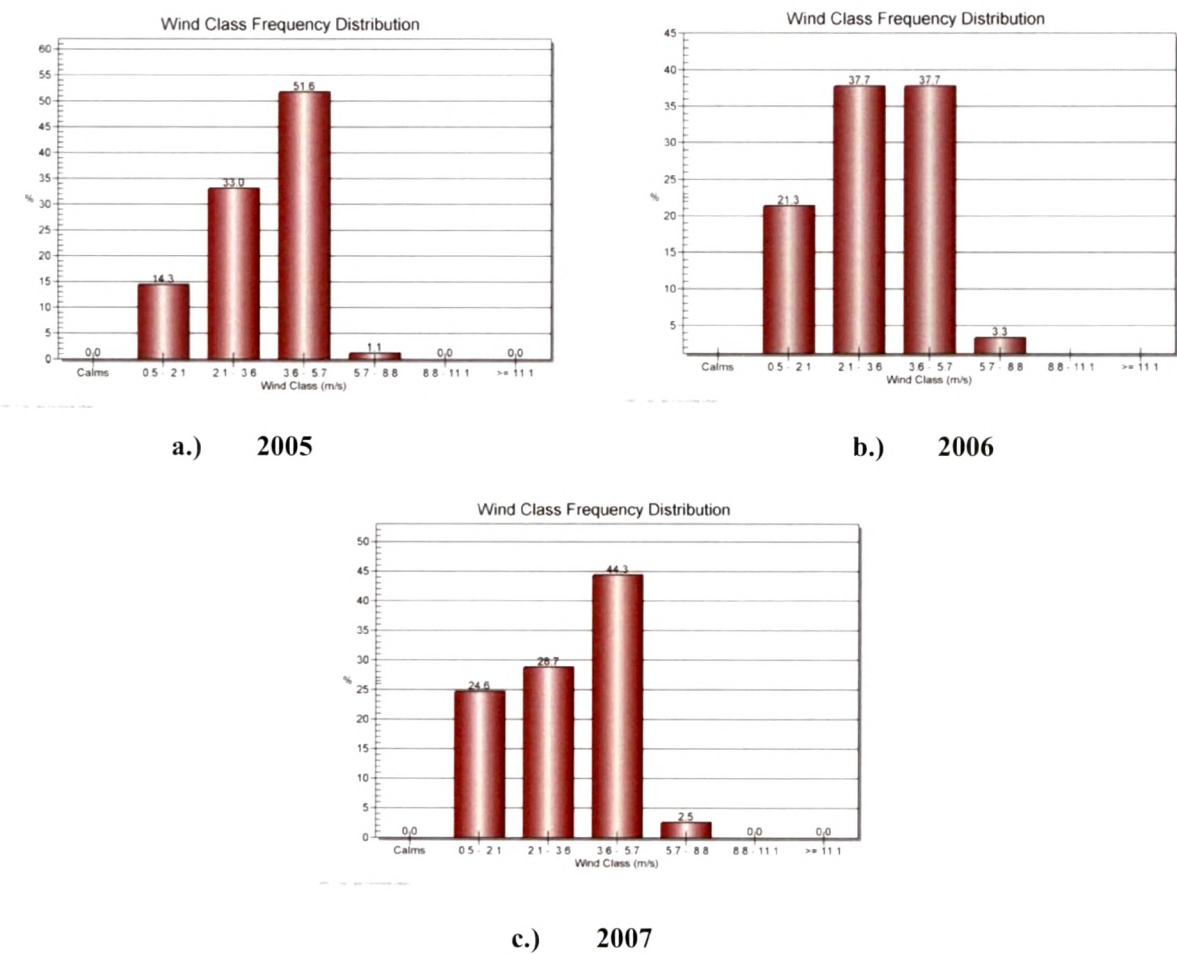 Wind Class Frequency Distribution
60
55
50
45
40
35
30
25
20
15
10
5
0
%
0.0
14.3
33.0
51.6
1.1
0.0
0.0
Calms
0.5 - 2.1
2.1 - 3.6
3.6 - 5.7
5.7 - 8.8
8.8 - 11.1
>= 11.1
Wind Class (m/s)
a.) 2005
Wind Class Frequency Distribution
45
40
35
30
25
20
15
10
5
%
21.3
37.7
37.7
3.3
Calms
0.5 - 2.1
2.1 - 3.6
3.6 - 5.7
5.7 - 8.8
8.8 - 11.1
>= 11.1
Wind Class (m/s)
b.) 2006
Wind Class Frequency Distribution
50
45
40
35
30
25
20
15
10
5
0
%
0.0
24.6
28.7
44.3
2.5
0.0
0.0
Calms
0.5 - 2.1
2.1 - 3.6
3.6 - 5.7
5.7 - 8.8
8.8 - 11.1
>= 11.1
Wind Class (m/s)
c.) 2007